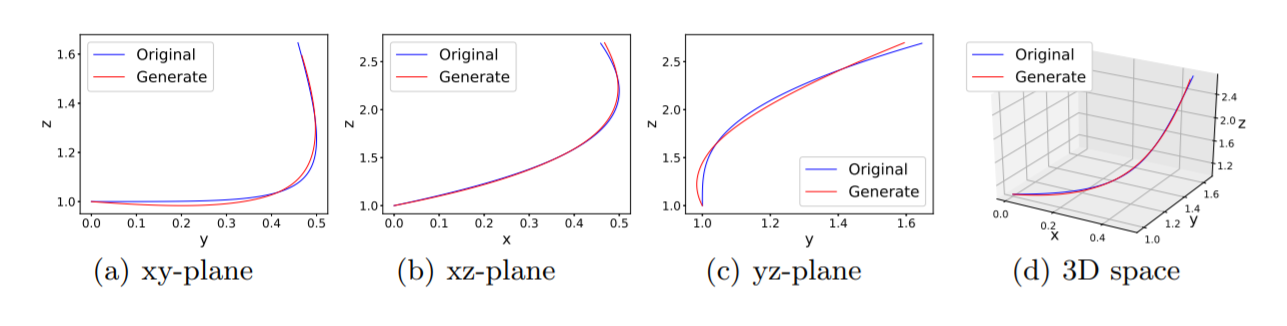 Original
Generate
1.6
1.4
1.2
1.0
z
0.0 0.1 0.2 0.3 0.4 0.5
y
(a) xy-plane
Original
Generate
2.5
2.0
1.5
1.0
z
0.0 0.1 0.2 0.3 0.4 0.5
x
(b) xz-plane
Original
Generate
2.5
2.0
1.5
1.0
z
1.0 1.2 1.4 1.6
y
(c) yz-plane
Original
Generate
2.4
2.0
1.6
1.2
z
0.0 0.2 0.4
x
1.0 1.2 1.4 1.6
y
(d) 3D space